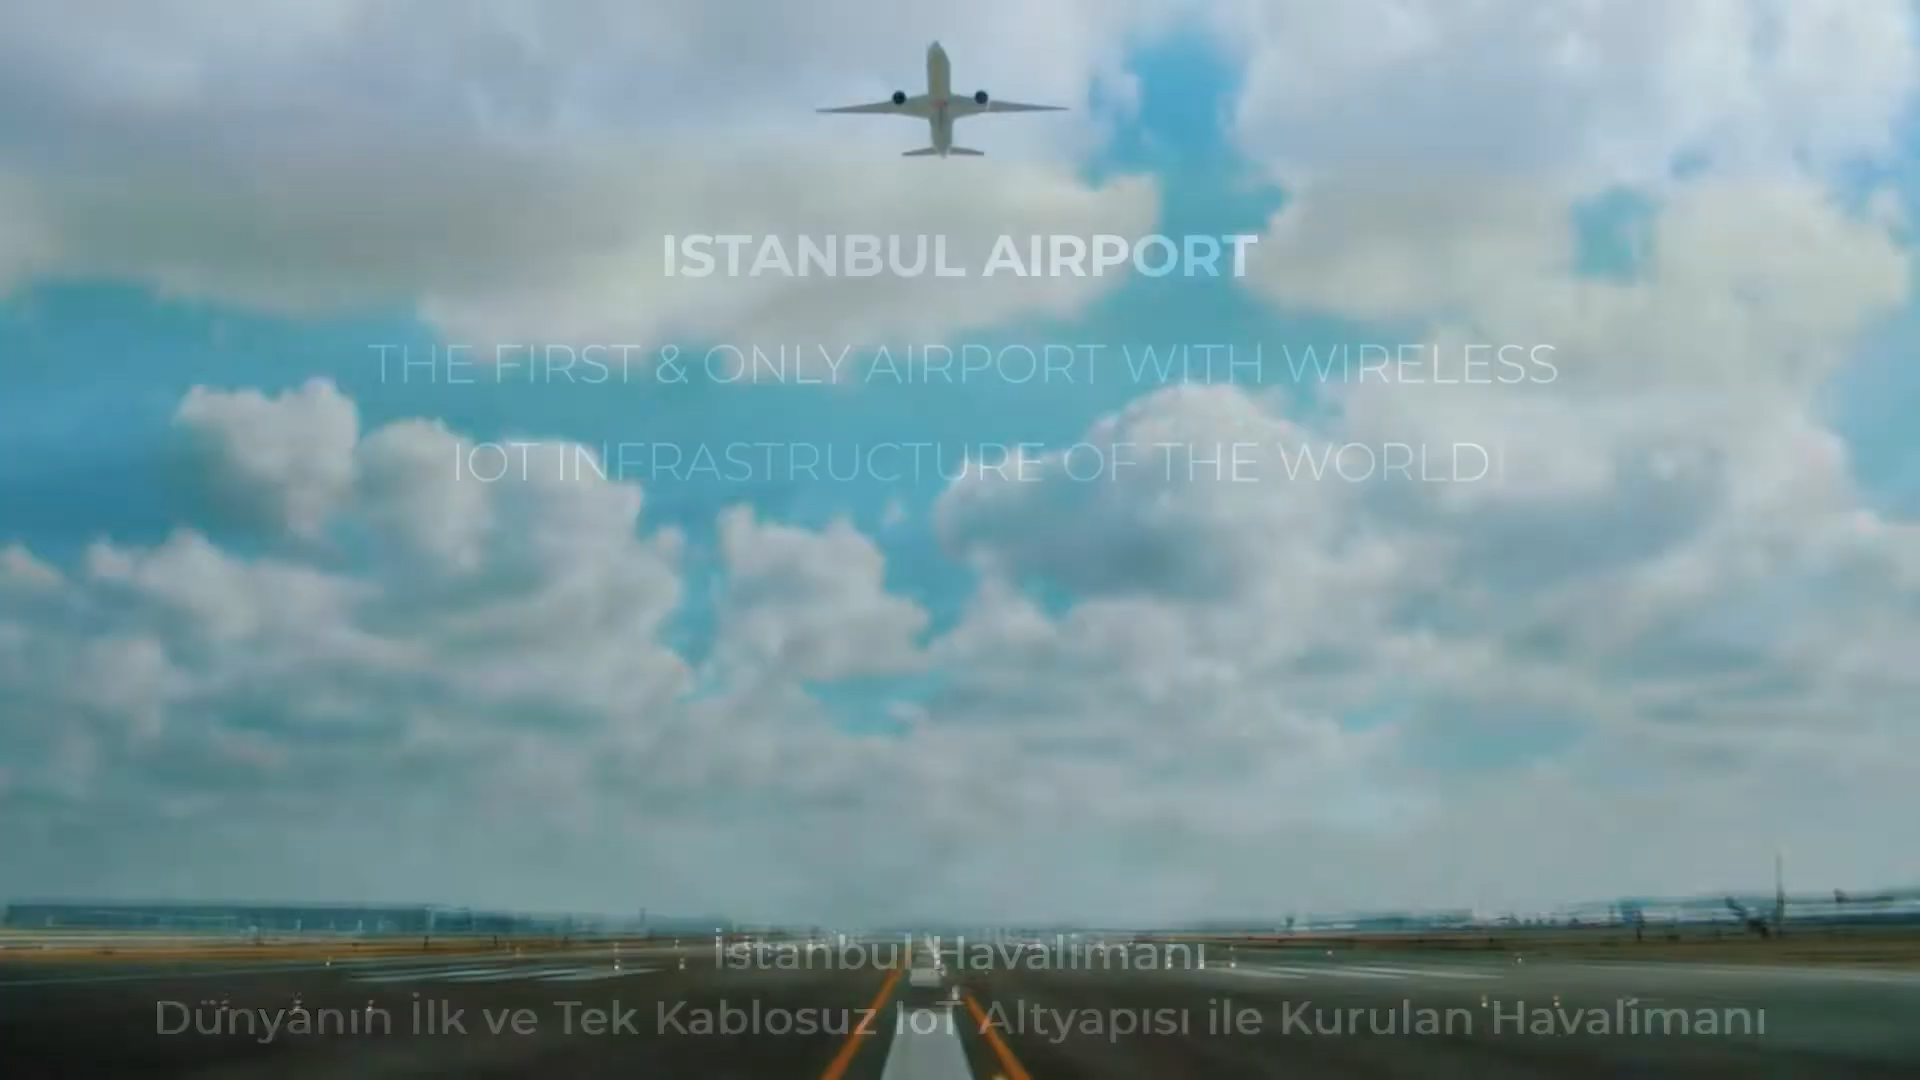 ISTANBUL AIRPORT
THE FIRST & ONLY AIRPORT WITH WIRELESS
IOT INFRASTRUCTURE OF THE WORLD
İstanbul Havalimanı
Dünyanın İlk ve Tek Kablosuz IoT Altyapısı ile Kurulan Havalimanı